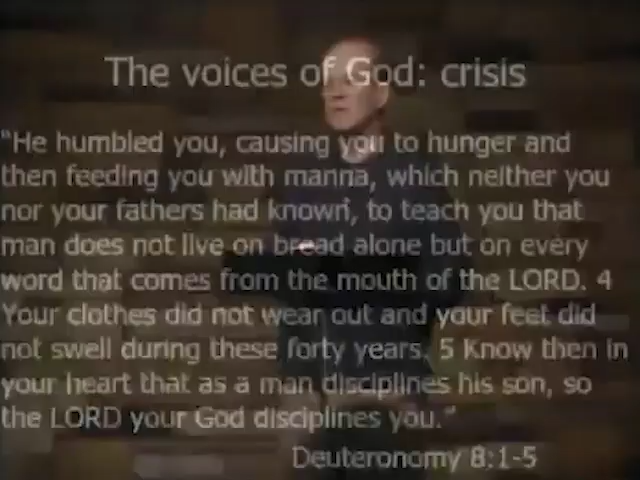 The voices of God: crisis
"He humbled you, causing you to hunger and
then feeding you with manna, which neither you
nor your fathers had known, to teach you that
man does not live on bread alone but on every
word that comes from the mouth of the LORD. 4
Your clothes did not wear out and your feet did
not swell during these forty years. 5 Know then in
your heart that as a man disciplines his son, so
the LORD your God disciplines you."
Deuteronomy 8:1-5